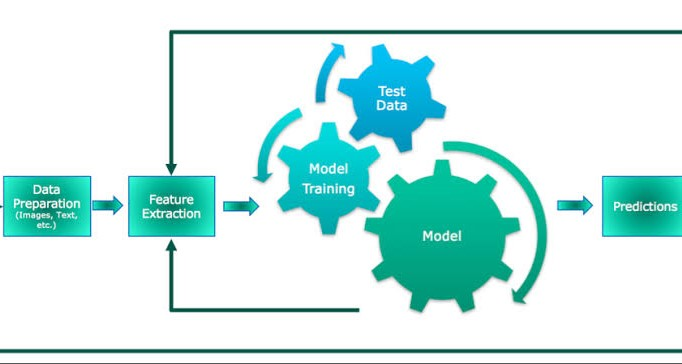 Data
Preparation
(Images, Text,
etc.)
Feature
Extraction
Test
Data
Model
Training
Model
Predictions